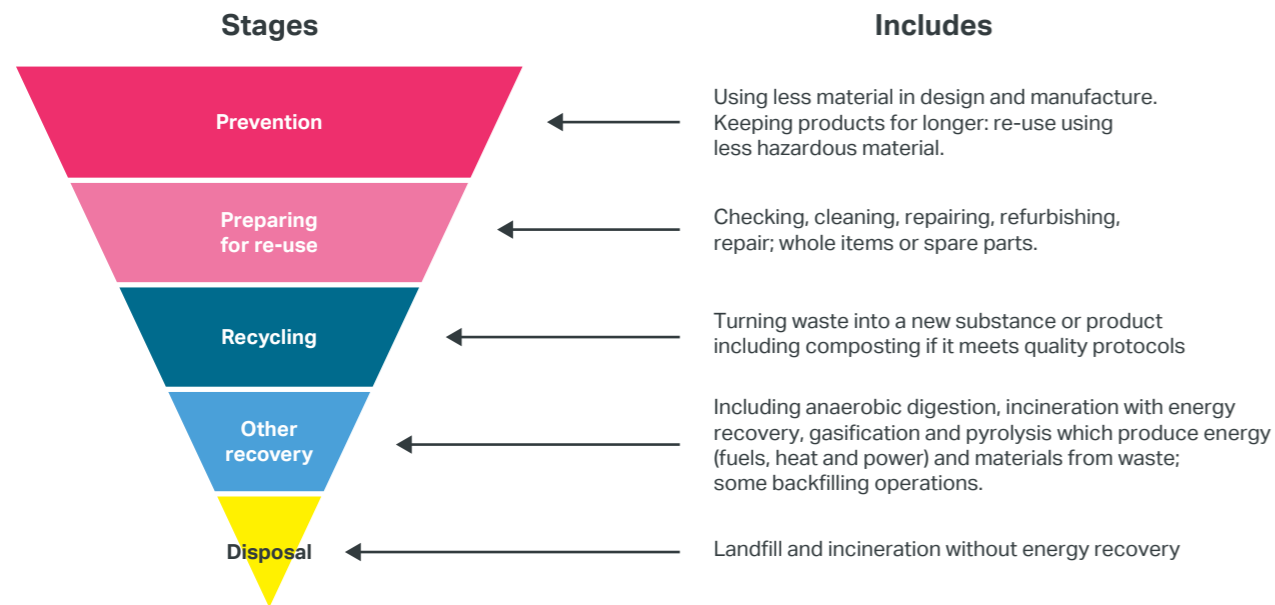 Stages
Includes
Prevention
Using less material in design and manufacture.
Keeping products for longer: re-use using
less hazardous material.
Preparing
for re-use
Checking, cleaning, repairing, refurbishing,
repair; whole items or spare parts.
Recycling
Turning waste into a new substance or product
including composting if it meets quality protocols
Other
recovery
Including anaerobic digestion, incineration with energy
recovery, gasification and pyrolysis which produce energy
(fuels, heat and power) and materials from waste;
some backfilling operations.
Disposal
Landfill and incineration without energy recovery